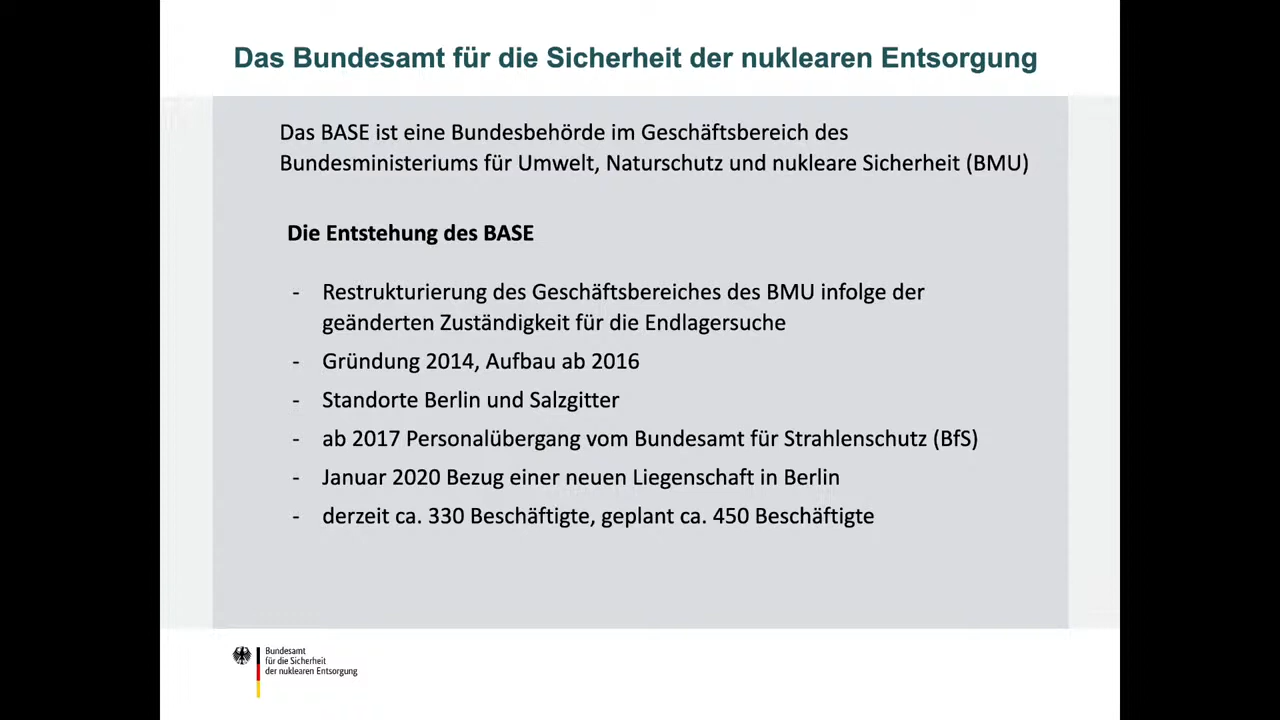 Das Bundesamt für die Sicherheit der nuklearen Entsorgung
Das BASE ist eine Bundesbehörde im Geschäftsbereich des
Bundesministeriums für Umwelt, Naturschutz und nukleare Sicherheit (BMU)
Die Entstehung des BASE
- Restrukturierung des Geschäftsbereiches des BMU infolge der
geänderten Zuständigkeit für die Endlagersuche
- Gründung 2014, Aufbau ab 2016
- Standorte Berlin und Salzgitter
- ab 2017 Personalübergang vom Bundesamt für Strahlenschutz (BfS)
- Januar 2020 Bezug einer neuen Liegenschaft in Berlin
- derzeit ca. 330 Beschäftigte, geplant ca. 450 Beschäftigte
Bundesamt
für die Sicherheit
der nuklearen Entsorgung